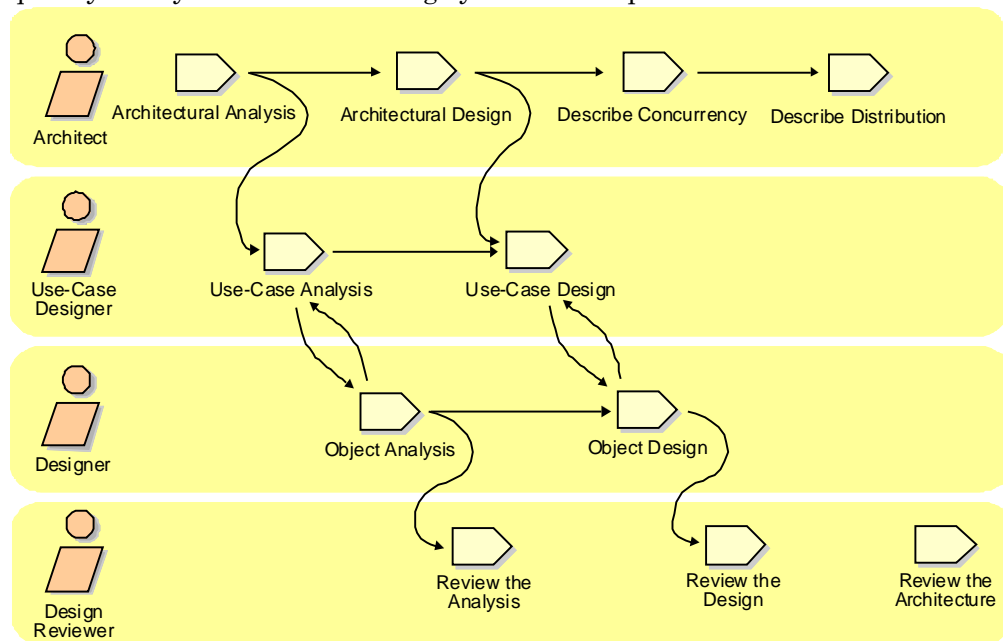 Architectural Analysis
Architectural Design
Describe Concurrency
Describe Distribution
Architect
Use-Case Analysis
Use-Case Design
Use-Case
Designer
Object Analysis
Object Design
Designer
Review the
Analysis
Review the
Design
Review the
Architecture
Design
Reviewer